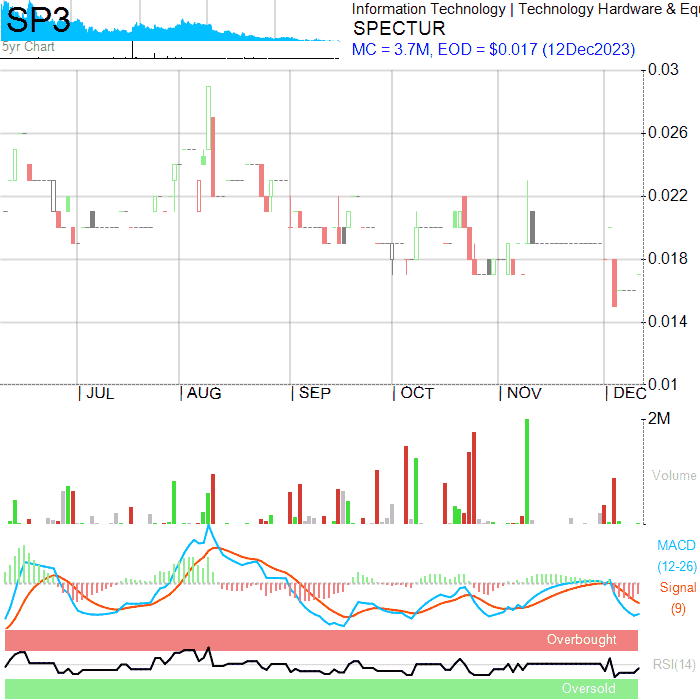 SP3
5yr Chart
Information Technology | Technology Hardware & Equ
SPECTUR
MC = 3.7M, EOD = $0.017 (12Dec2023)
0.03
0.026
0.022
0.018
0.014
0.01
| JUL | AUG | SEP | OCT | NOV | DEC
2M
Volume
MACD
(12-26)
Signal
(9)
Overbought
RSI(14)
Oversold